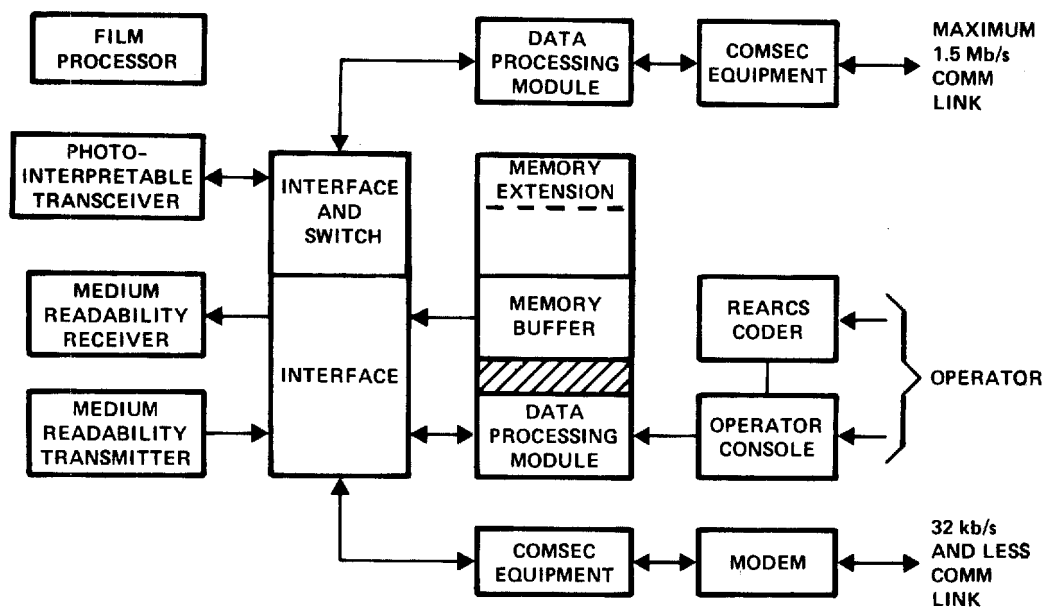 FILM
PROCESSOR
DATA
PROCESSING
MODULE
COMSEC
EQUIPMENT
MAXIMUM
1.5 Mb/s
COMM
LINK
PHOTO-
INTERPRETABLE
TRANSCEIVER
INTERFACE
AND
SWITCH
MEMORY
EXTENSION
MEDIUM
READABILITY
RECEIVER
MEMORY
BUFFER
REARCS
CODER
INTERFACE
OPERATOR
MEDIUM
READABILITY
TRANSMITTER
DATA
PROCESSING
MODULE
OPERATOR
CONSOLE
COMSEC
EQUIPMENT
MODEM
32 kb/s
AND LESS
COMM
LINK